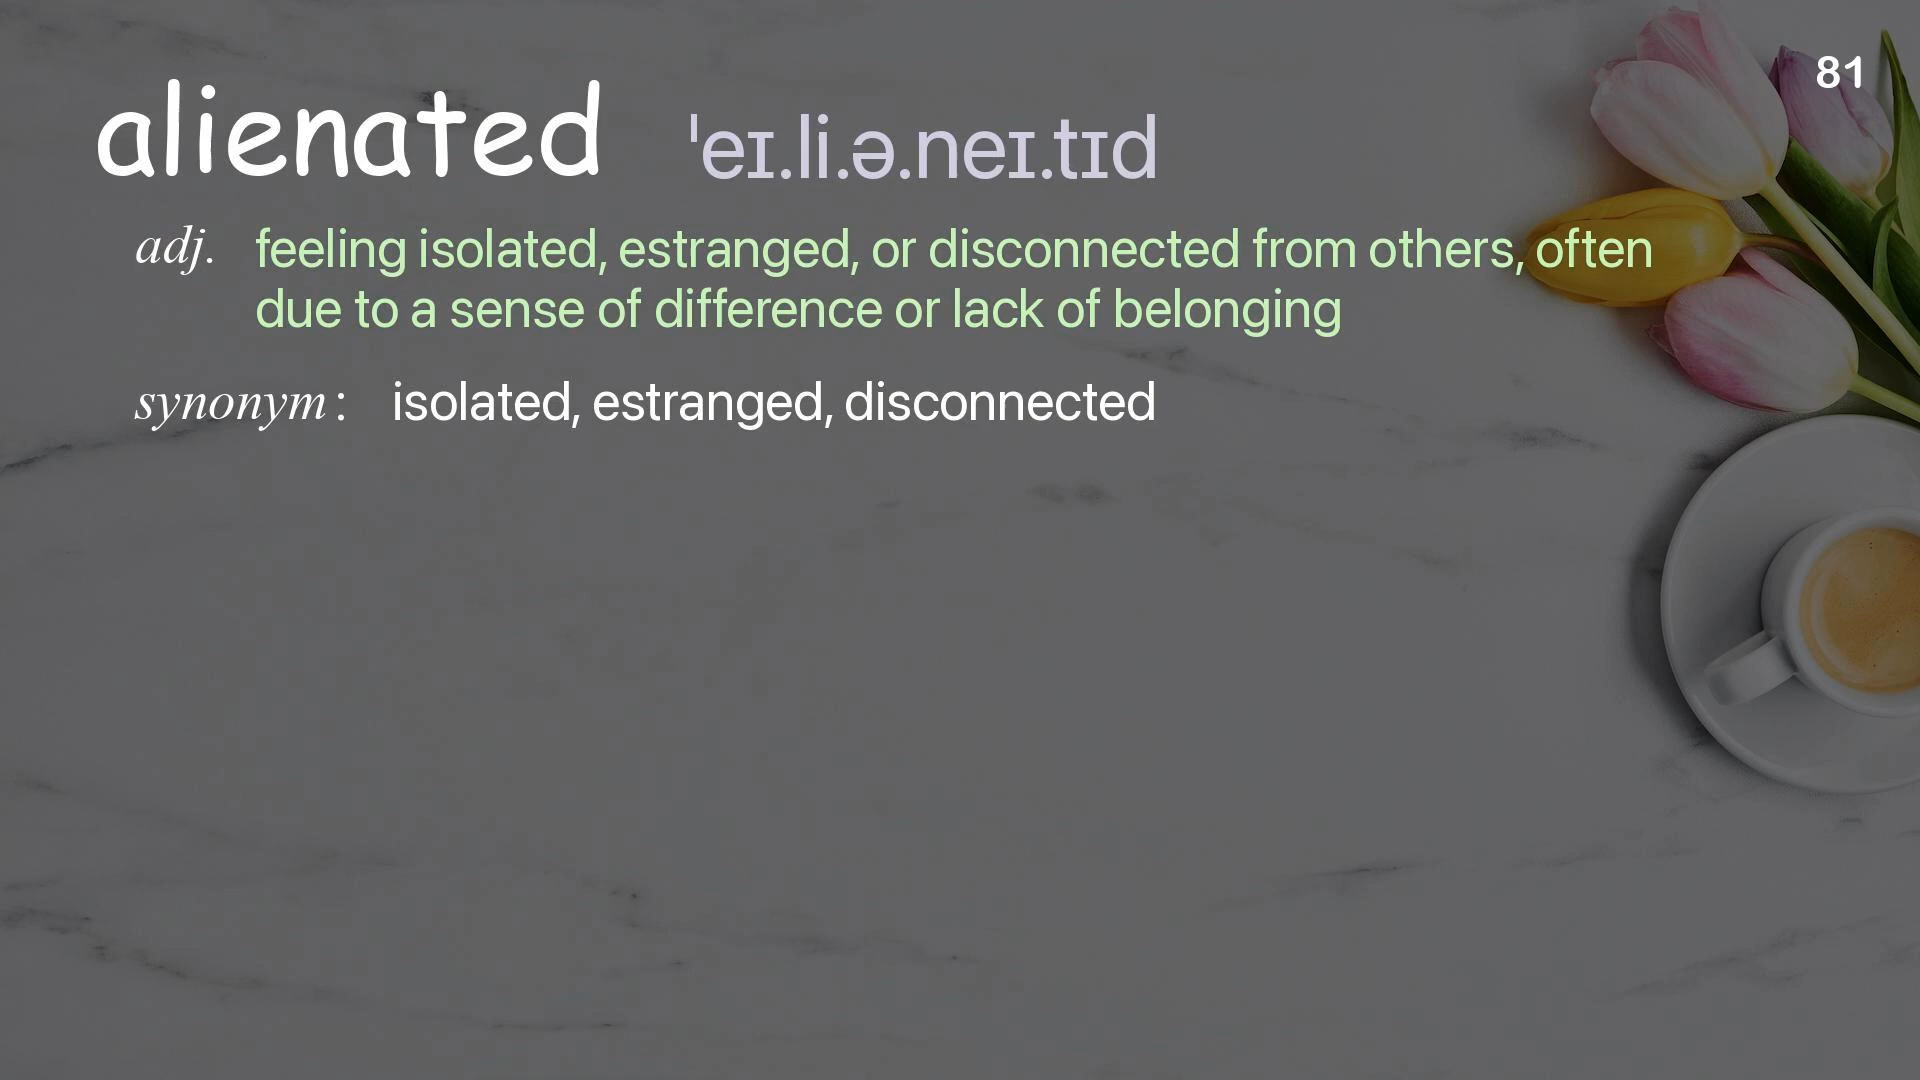 81
alienated ˈeɪ.li.ə.neɪ.tɪd
adj. feeling isolated, estranged, or disconnected from others, often
due to a sense of difference or lack of belonging
synonym : isolated, estranged, disconnected